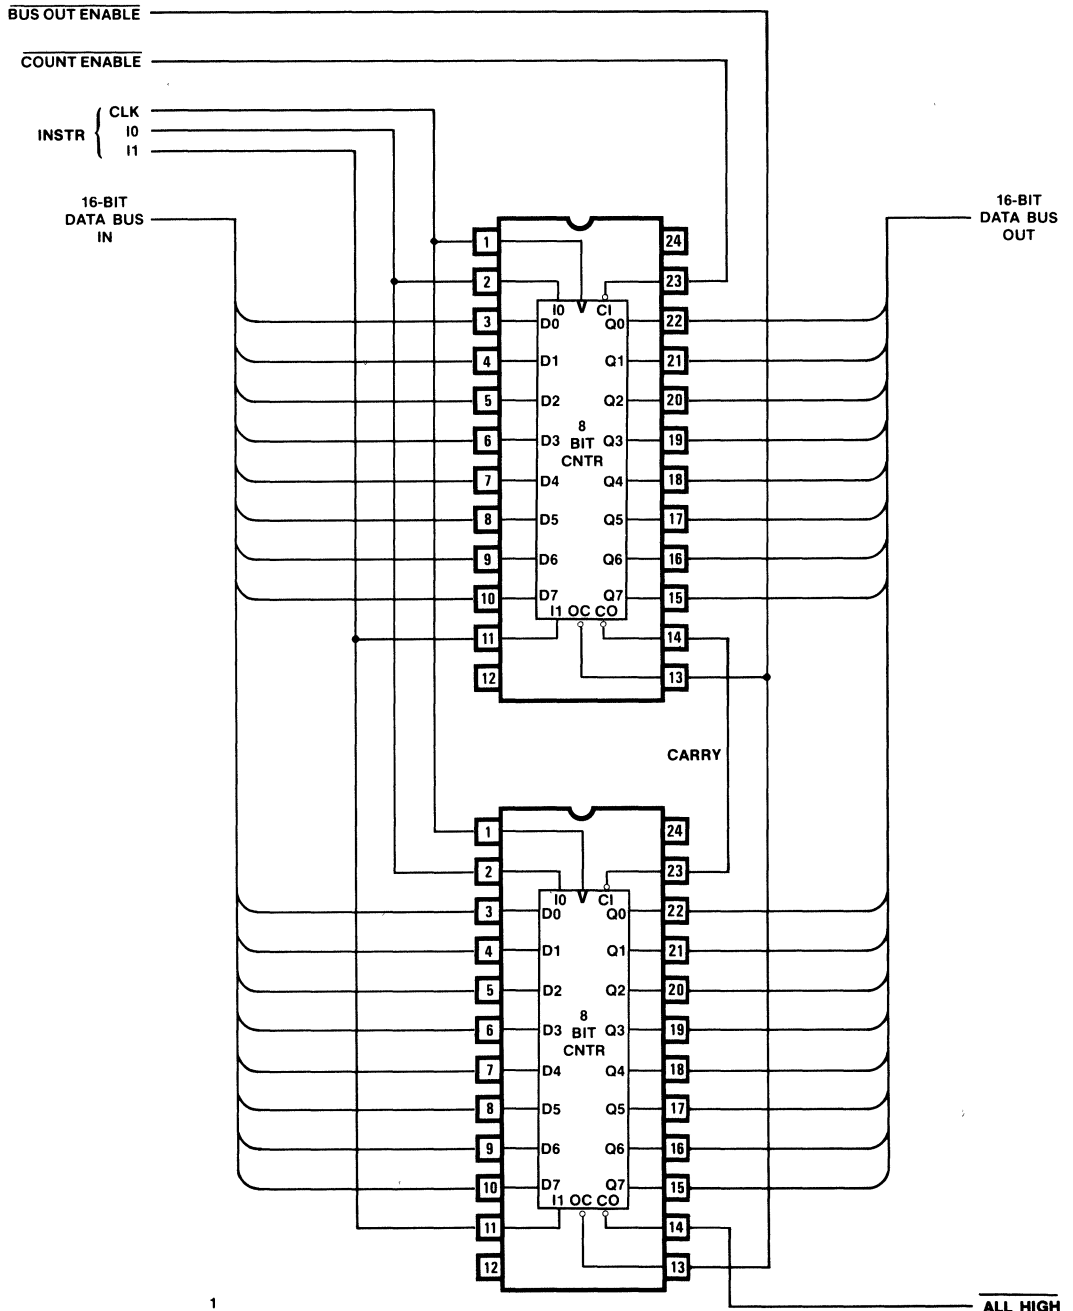 BUS OUT ENABLE
COUNT ENABLE
INSTR { CLK
I0
I1
16-BIT
DATA BUS
IN
16-BIT
DATA BUS
OUT
1 24
2 23
I0 CI
3 D0 Q0 22
4 D1 Q1 21
5 D2 Q2 20
8
BIT
CNTR
6 D3 Q3 19
7 D4 Q4 18
8 D5 Q5 17
9 D6 Q6 16
10 D7 Q7 15
I1 OC CO
11 14
12 13
CARRY
1 24
2 23
I0 CI
3 D0 Q0 22
4 D1 Q1 21
5 D2 Q2 20
8
BIT
CNTR
6 D3 Q3 19
7 D4 Q4 18
8 D5 Q5 17
9 D6 Q6 16
10 D7 Q7 15
I1 OC CO
11 14
12 13
1
ALL HIGH